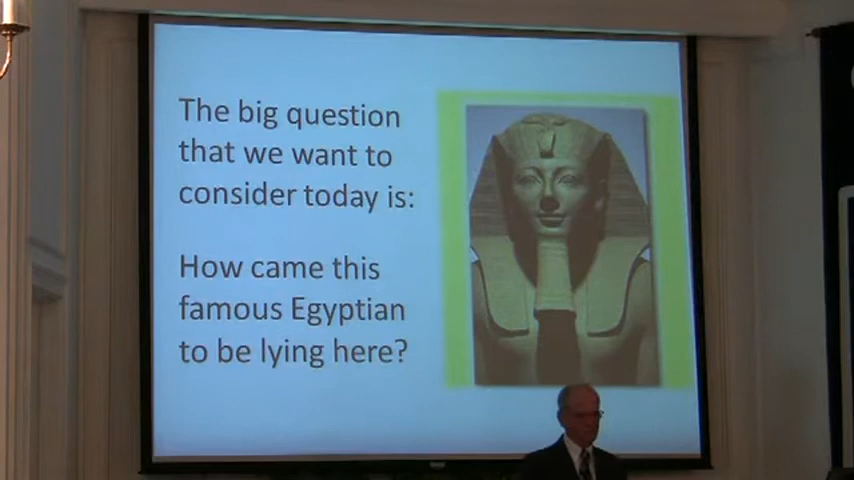 The big question
that we want to
consider today is:
How came this
famous Egyptian
to be lying here?